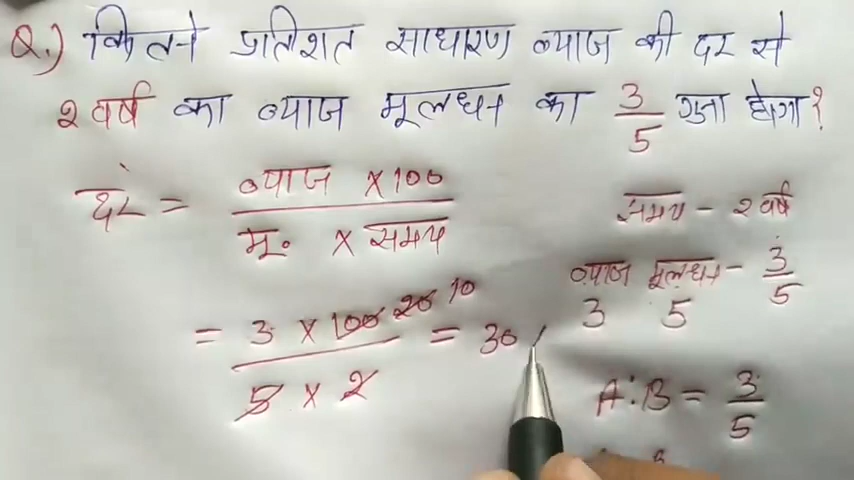 Q.) कितने प्रतिशत साधारण ब्याज की दर से
2 वर्ष का ब्याज मूलधन का 3/5 गुना होगा?
दर = ब्याज × 100 / मू॰ × समय
समय - 2 वर्ष
ब्याज मूलधन - 3/5
3 5
= 3 × 100 20 10 / 5 × 2 = 30
A:B = 3/5